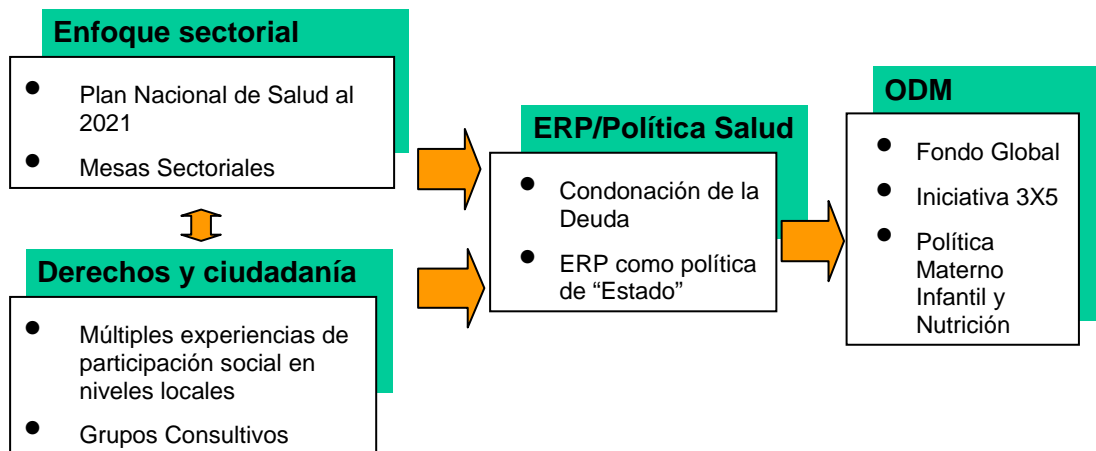 Enfoque sectorial
● Plan Nacional de Salud al
2021
● Mesas Sectoriales
Derechos y ciudadanía
● Múltiples experiencias de
participación social en
niveles locales
● Grupos Consultivos
ERP/Política Salud
● Condonación de la
Deuda
● ERP como política
de “Estado”
ODM
● Fondo Global
● Iniciativa 3X5
● Política
Materno
Infantil y
Nutrición